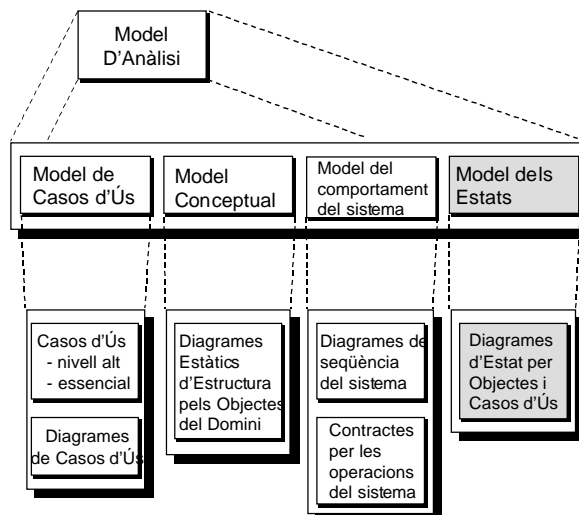 Model
D'Anàlisi
Model de
Casos d'Ús
Model
Conceptual
Model del
comportament
del sistema
Model dels
Estats
Casos d'Ús
- nivell alt
- essencial
Diagrames
de Casos d'Ús
Diagrames
Estàtics
d'Estructura
pels Objectes
del Domini
Diagrames de
seqüència
del sistema
Contractes
per les
operacions
del sistema
Diagrames
d'Estat per
Objectes i
Casos d'Ús